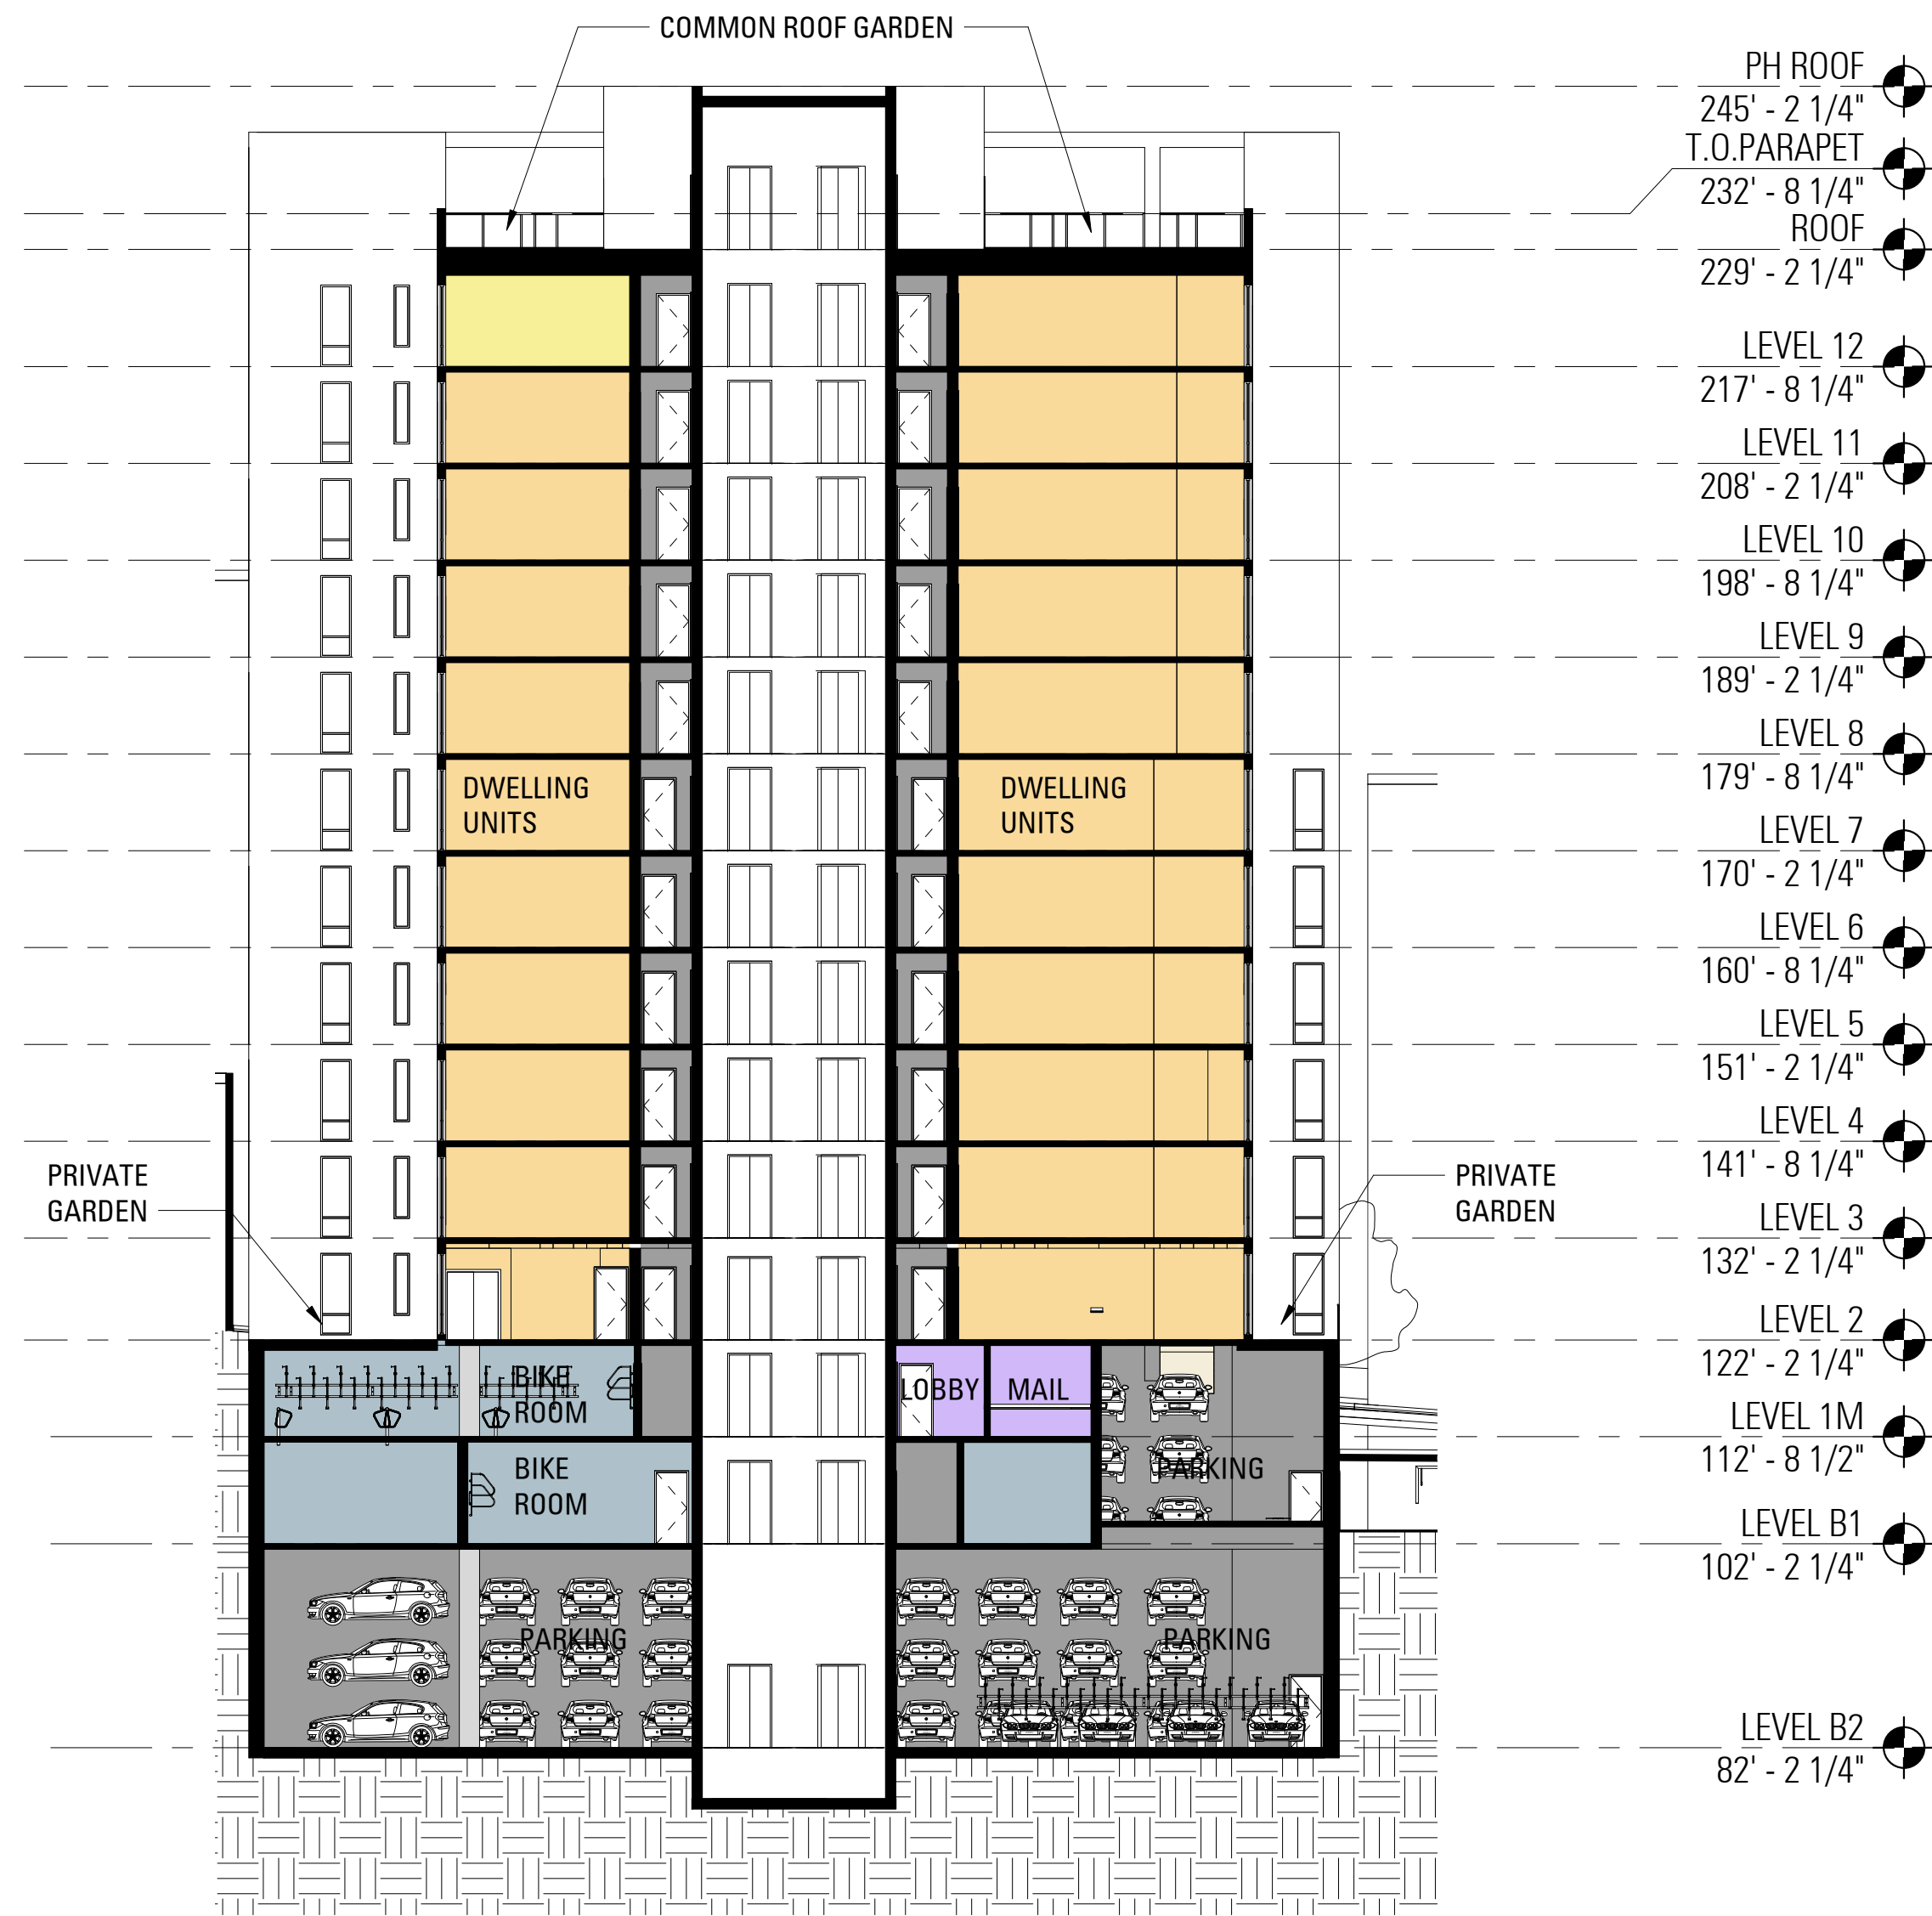 COMMON ROOF GARDEN
PH ROOF
245' - 2 1/4"
T.O.PARAPET
232' - 8 1/4"
ROOF
229' - 2 1/4"
LEVEL 12
217' - 8 1/4"
LEVEL 11
208' - 2 1/4"
LEVEL 10
198' - 8 1/4"
LEVEL 9
189' - 2 1/4"
LEVEL 8
179' - 8 1/4"
DWELLING
UNITS
DWELLING
UNITS
LEVEL 7
170' - 2 1/4"
LEVEL 6
160' - 8 1/4"
LEVEL 5
151' - 2 1/4"
LEVEL 4
141' - 8 1/4"
PRIVATE
GARDEN
PRIVATE
GARDEN
LEVEL 3
132' - 2 1/4"
LEVEL 2
122' - 2 1/4"
BIKE
ROOM
LOBBY
MAIL
LEVEL 1M
112' - 8 1/2"
BIKE
ROOM
PARKING
LEVEL B1
102' - 2 1/4"
PARKING
PARKING
LEVEL B2
82' - 2 1/4"